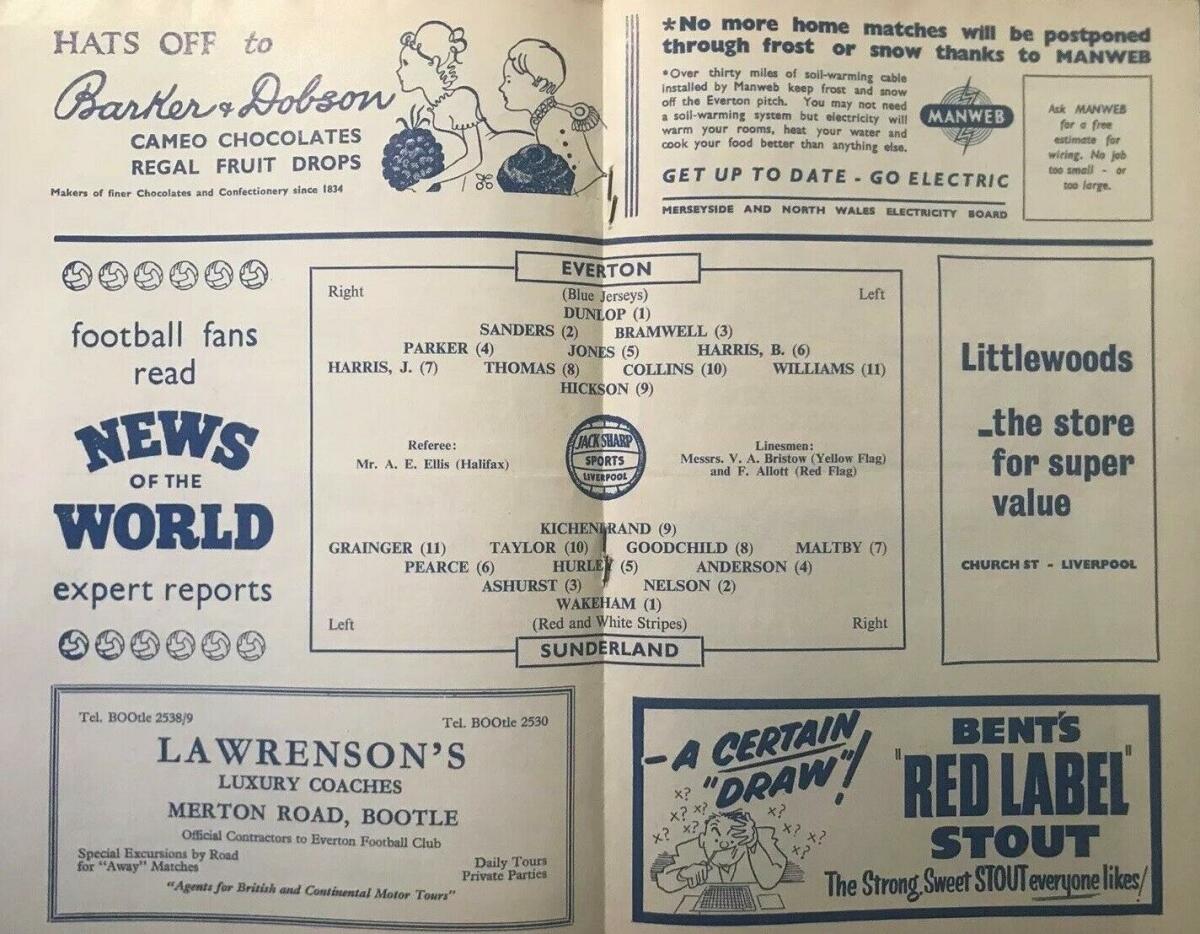 HATS OFF to
Barker & Dobson
CAMEO CHOCOLATES
REGAL FRUIT DROPS
Makers of finer Chocolates and Confectionery since 1834
*No more home matches will be postponed
through frost or snow thanks to MANWEB
*Over thirty miles of soil-warming cable
installed by Manweb keep frost and snow
off the Everton pitch. You may not need
a soil-warming system but electricity will
warm your rooms, heat your water and
cook your food better than anything else.
MANWEB
GET UP TO DATE - GO ELECTRIC
MERSEYSIDE AND NORTH WALES ELECTRICITY BOARD
Ask MANWEB
for a free
estimate for
wiring. No job
too small - or
too large.
football fans
read
NEWS
OF THE
WORLD
expert reports
EVERTON
Right (Blue Jerseys) Left
DUNLOP (1)
SANDERS (2) BRAMWELL (3)
PARKER (4) JONES (5) HARRIS, B. (6)
HARRIS, J. (7) THOMAS (8) COLLINS (10) WILLIAMS (11)
HICKSON (9)
Referee:
Mr. A. E. Ellis (Halifax)
JACK SHARP
SPORTS
LIVERPOOL
Linesmen:
Messrs. V. A. Bristow (Yellow Flag)
and F. Allott (Red Flag)
KICHENBRAND (9)
GRAINGER (11) TAYLOR (10) GOODCHILD (8) MALTBY (7)
PEARCE (6) HURLEY (5) ANDERSON (4)
ASHURST (3) NELSON (2)
WAKEHAM (1)
Left (Red and White Stripes) Right
SUNDERLAND
Littlewoods
...the store
for super
value
CHURCH ST - LIVERPOOL
Tel. BOOtle 2538/9 Tel. BOOtle 2530
LAWRENSON'S
LUXURY COACHES
MERTON ROAD, BOOTLE
Official Contractors to Everton Football Club
Special Excursions by Road
for "Away" Matches
Daily Tours
Private Parties
"Agents for British and Continental Motor Tours"
—A CERTAIN
"DRAW"!
x? x? x? x? x? x? x? x? x?
BENT'S
"RED LABEL"
STOUT
The Strong Sweet STOUT everyone likes!